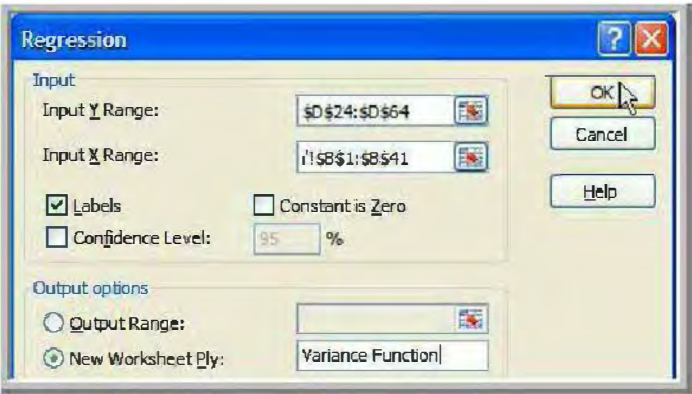 Regression
Input
Input Y Range: $D$24:$D$64
OK
Input X Range: r'!$B$1:$B$41
Cancel
Labels Constant is Zero
Help
Confidence Level: 95 %
Output options
Output Range:
New Worksheet Ply: Variance Function